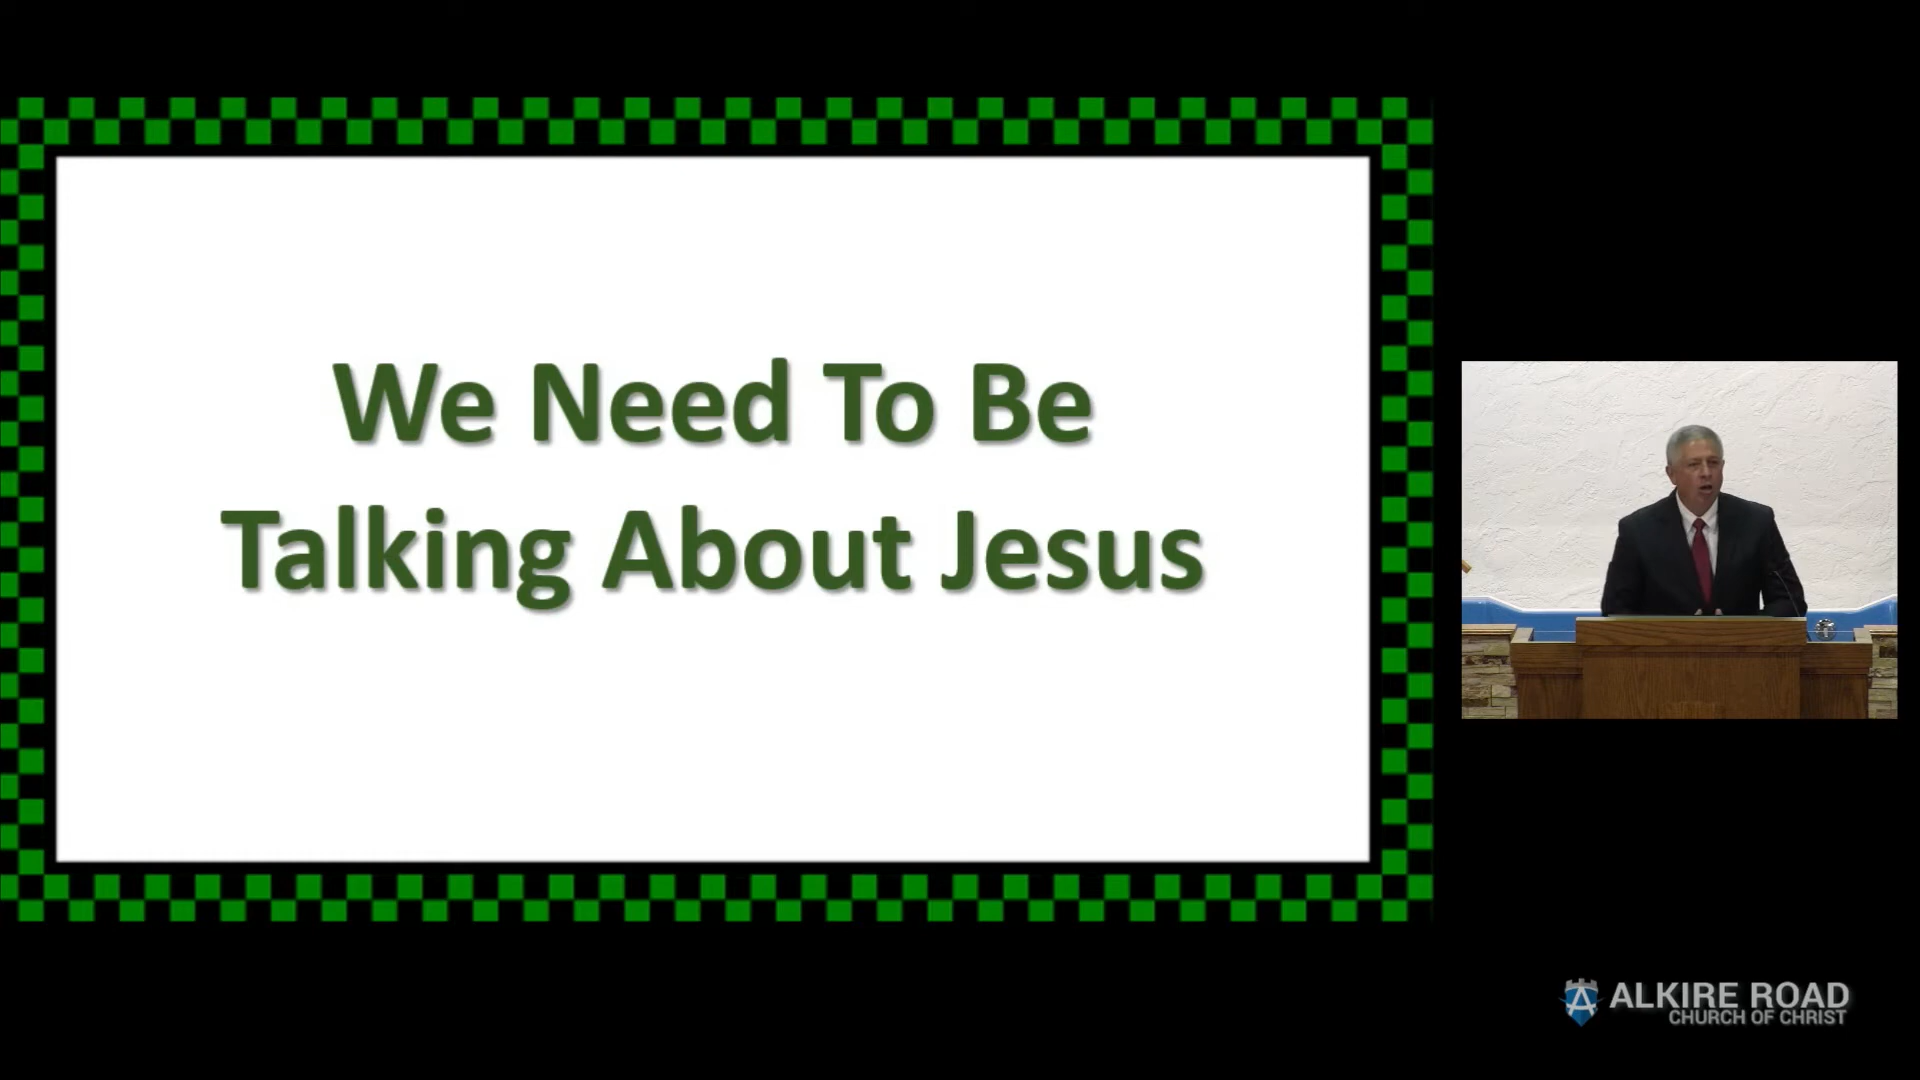 We Need To Be
Talking About Jesus
ALKIRE ROAD
CHURCH OF CHRIST